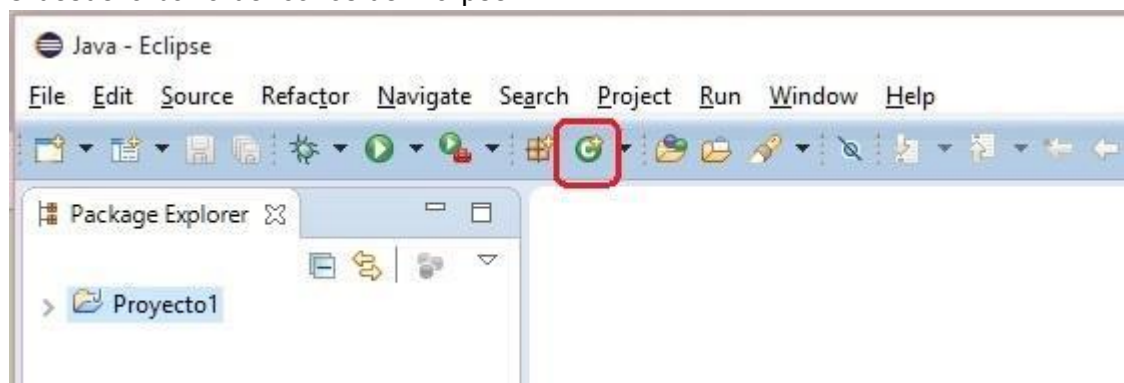 Java - Eclipse
File Edit Source Refactor Navigate Search Project Run Window Help
Package Explorer
Proyecto1